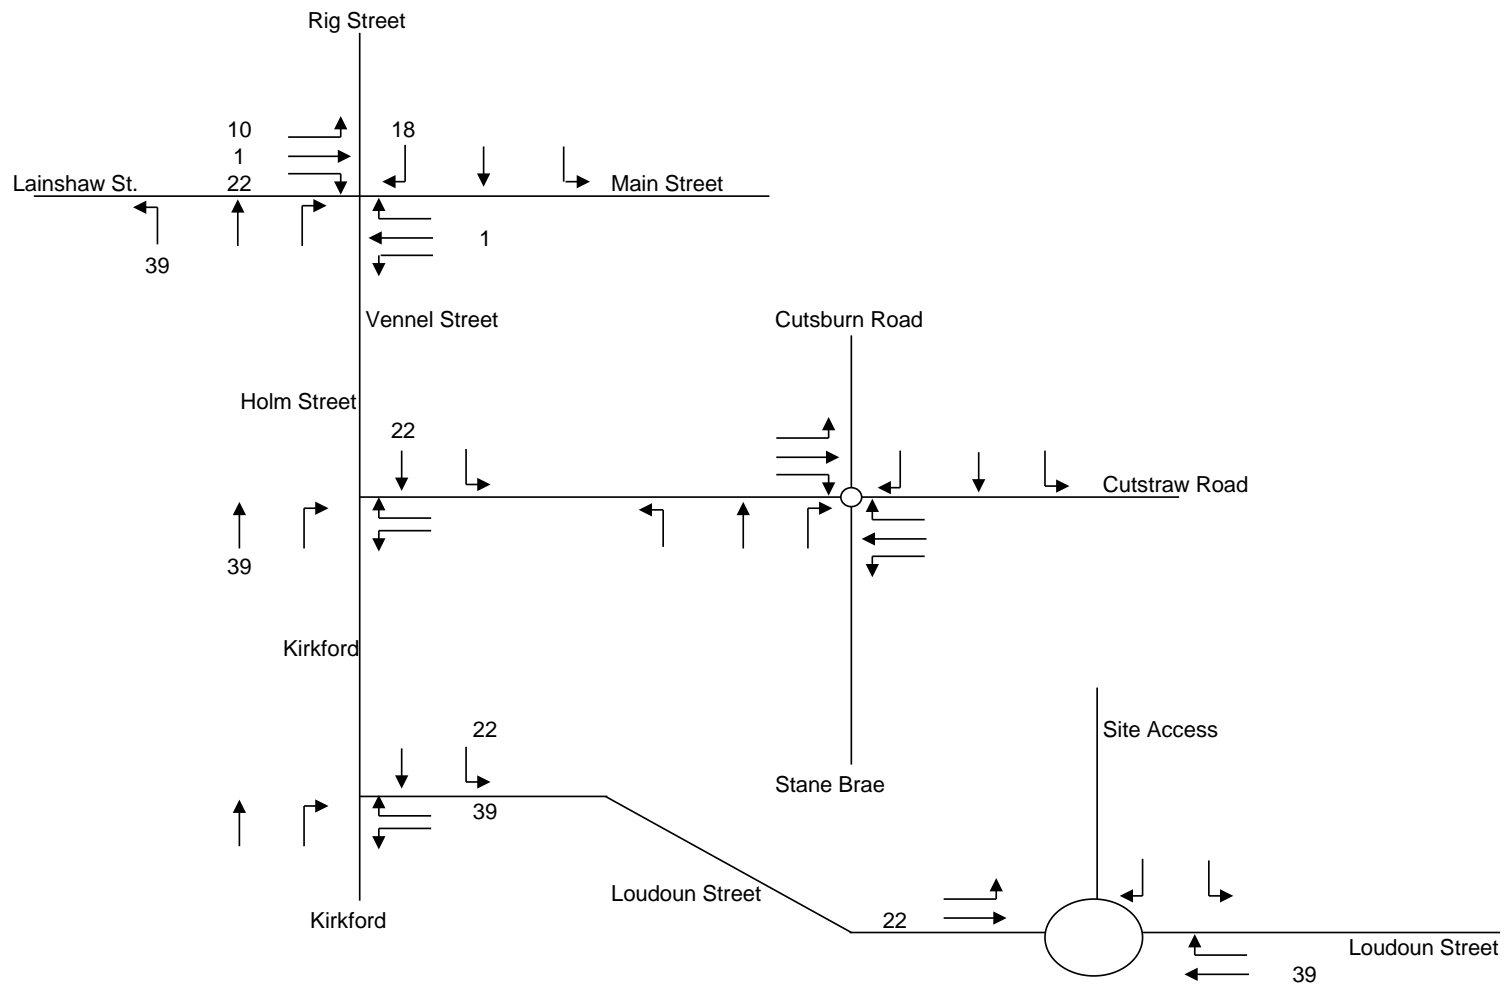 Rig Street
10
18
1
Lainshaw St.
22
Main Street
1
39
Vennel Street
Cutsburn Road
Holm Street
22
Cutstraw Road
39
Kirkford
22
Site Access
Stane Brae
39
Loudoun Street
Kirkford
22
Loudoun Street
39